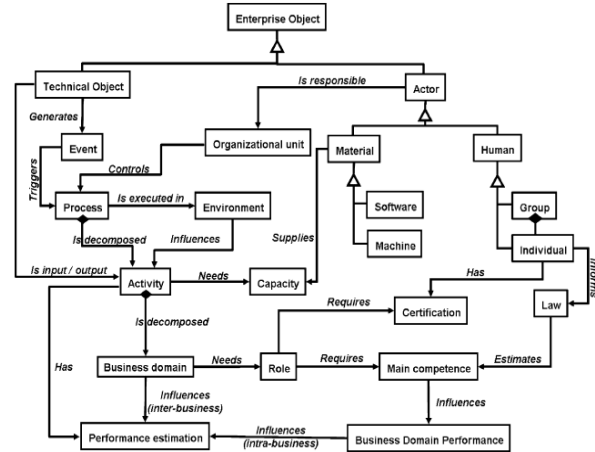 Enterprise Object
Is responsible
Technical Object
Actor
Generates
Event
Organizational unit
Material
Human
Triggers
Controls
Process
Is executed in
Environment
Software
Group
Is decomposed
Influences
Supplies
Machine
Individual
Is input / output
Activity
Needs
Capacity
Has
Informs
Requires
Certification
Law
Is decomposed
Has
Business domain
Needs
Role
Requires
Main competence
Estimates
Influences
(inter-business)
Influences
Performance estimation
Influences
(intra-business)
Business Domain Performance